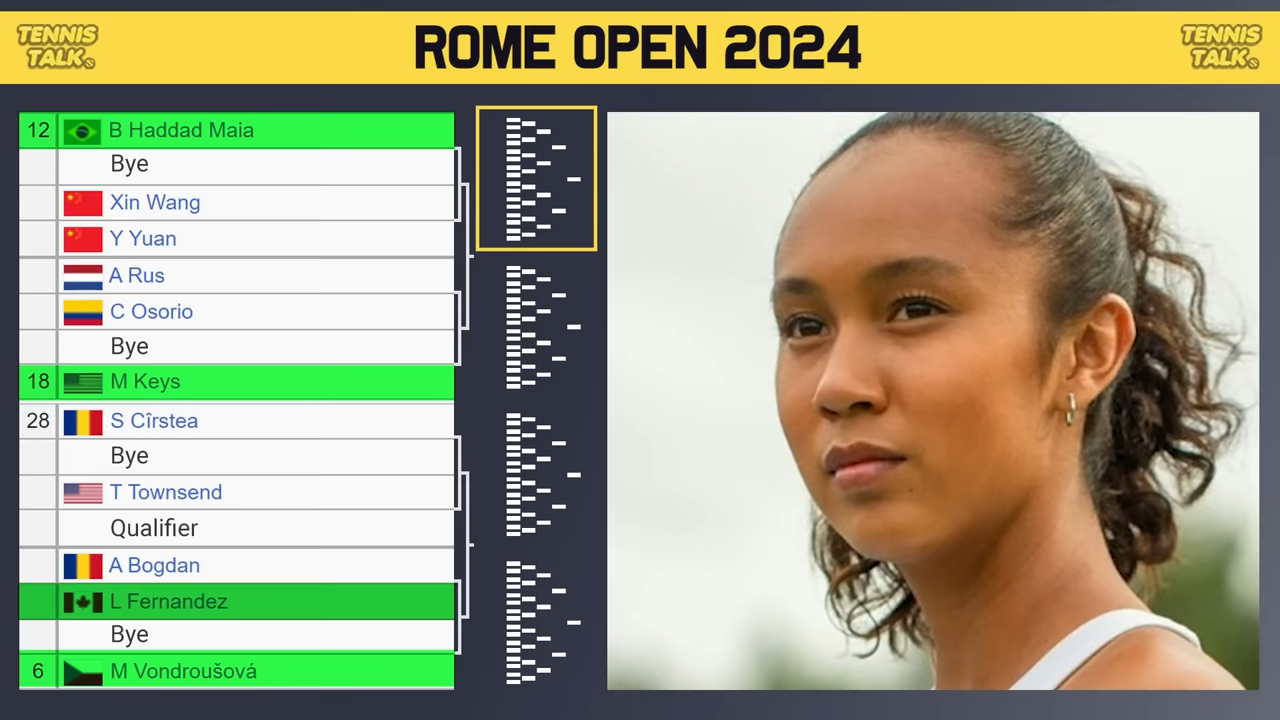 TENNIS TALK
ROME OPEN 2024
TENNIS TALK
12 B Haddad Maia
Bye
Xin Wang
Y Yuan
A Rus
C Osorio
Bye
18 M Keys
28 S Cîrstea
Bye
T Townsend
Qualifier
A Bogdan
L Fernandez
Bye
6 M Vondroušová